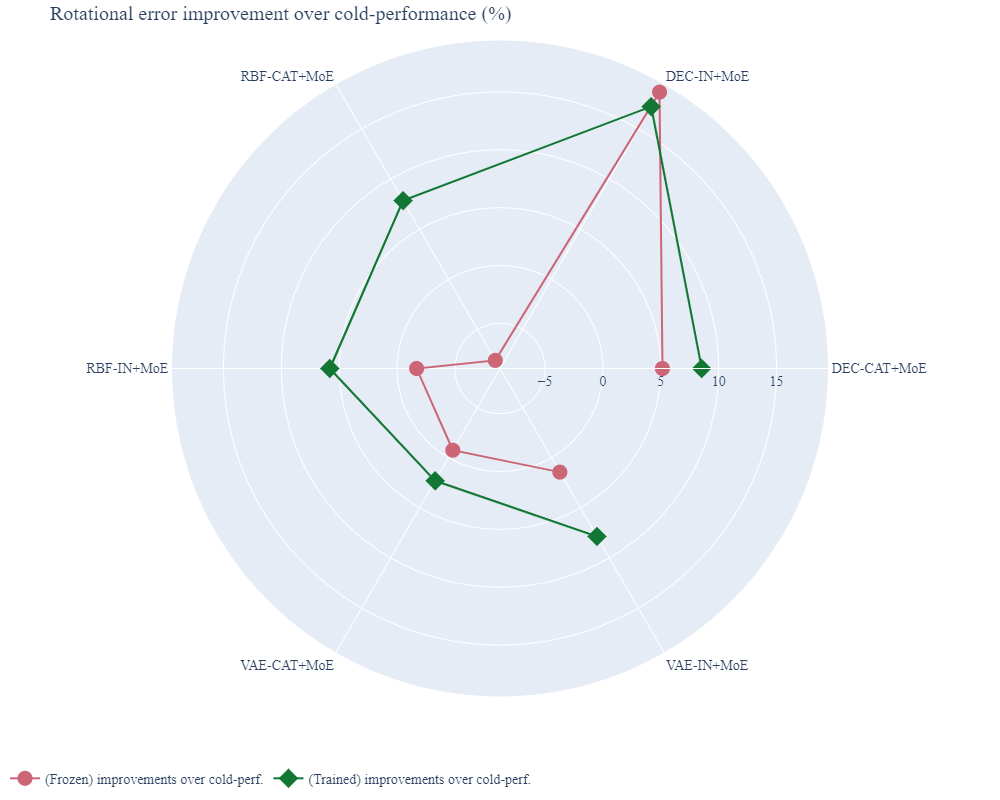 Rotational error improvement over cold-performance (%)
RBF-CAT+MoE
DEC-IN+MoE
RBF-IN+MoE
DEC-CAT+MoE
−5
0
5
10
15
VAE-CAT+MoE
VAE-IN+MoE
(Frozen) improvements over cold-perf.
(Trained) improvements over cold-perf.